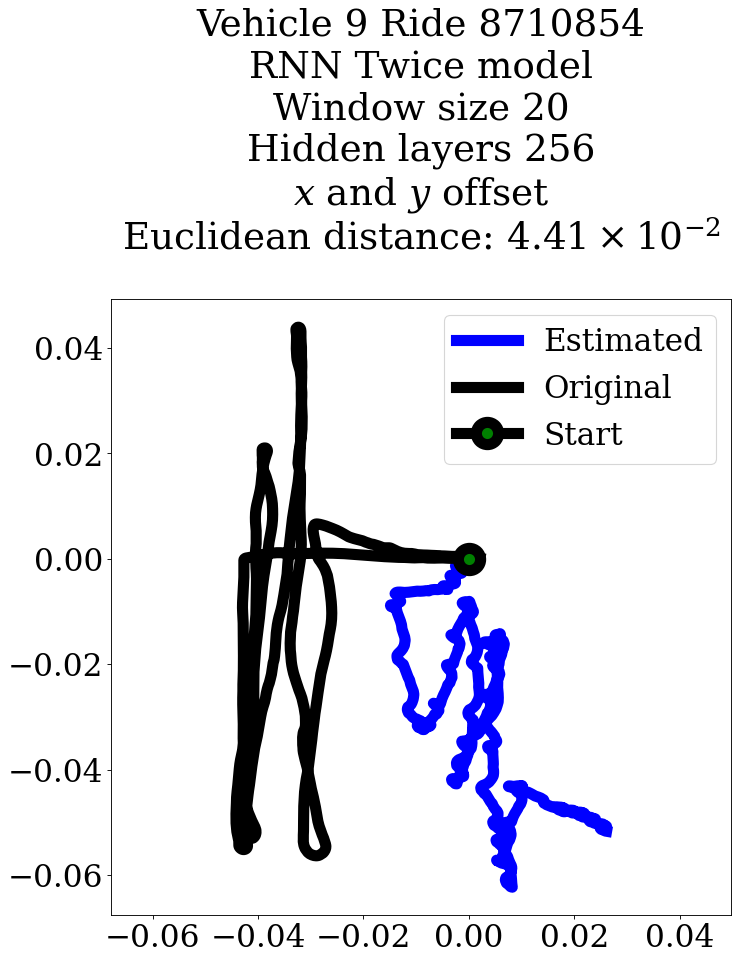 Vehicle 9 Ride 8710854
RNN Twice model
Window size 20
Hidden layers 256
x and y offset
Euclidean distance: 4.41 × 10⁻²
Estimated
Original
Start
0.04
0.02
0.00
−0.02
−0.04
−0.06
−0.06 −0.04 −0.02 0.00 0.02 0.04